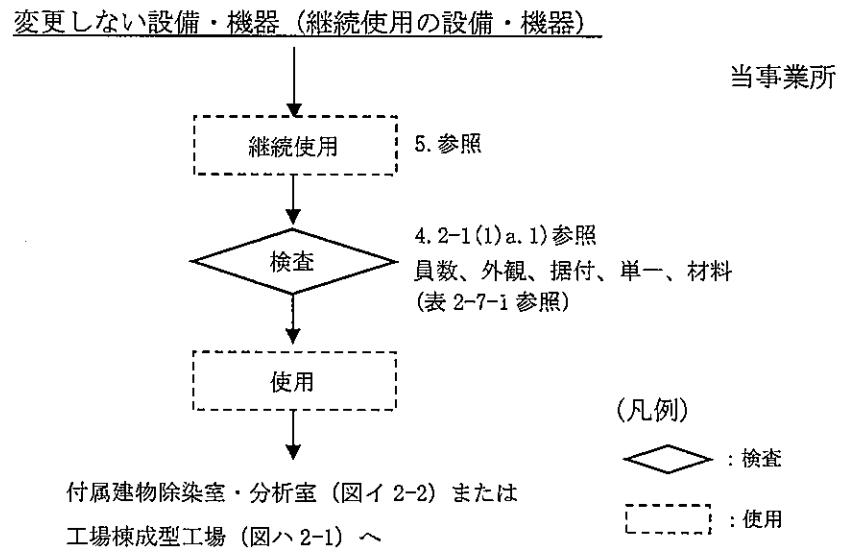 変更しない設備・機器（継続使用の設備・機器）
当事業所
継続使用
5.参照
検査
4.2-1(1)a.1)参照
員数、外観、据付、単一、材料
(表 2-7-1 参照)
使用
付属建物除染室・分析室（図イ 2-2）または
工場棟成型工場（図ハ 2-1）へ
(凡例)
：検査
：使用